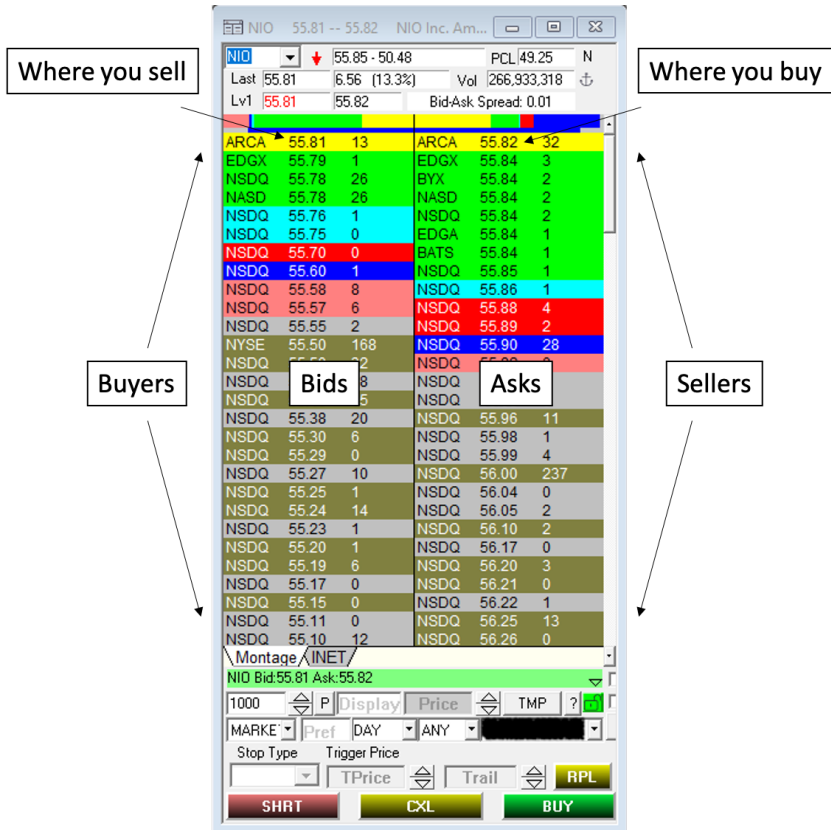 NIO 55.81 -- 55.82 NIO Inc. Am...
NIO 55.85 - 50.48 PCL 49.25 N
Where you sell
Where you buy
Last 55.81 6.56 (13.3%) Vol 266,933,318
Lv1 55.81 55.82 Bid-Ask Spread: 0.01
ARCA 55.81 13 ARCA 55.82 32
EDGX 55.79 1 EDGX 55.84 3
NSDQ 55.78 26 BYX 55.84 2
NASD 55.78 26 NASD 55.84 2
NSDQ 55.76 1 NSDQ 55.84 2
NSDQ 55.75 0 EDGA 55.84 1
NSDQ 55.70 0 BATS 55.84 1
NSDQ 55.60 1 NSDQ 55.85 1
NSDQ 55.58 8 NSDQ 55.86 1
NSDQ 55.57 6 NSDQ 55.88 4
NSDQ 55.55 2 NSDQ 55.89 2
NYSE 55.50 168 NSDQ 55.90 28
NSDQ NSDQ
NSDQ NSDQ
Buyers Bids Asks Sellers
NSDQ NSDQ
NSDQ 55.38 20 NSDQ 55.96 11
NSDQ 55.30 6 NSDQ 55.98 1
NSDQ 55.29 0 NSDQ 55.99 4
NSDQ 55.27 10 NSDQ 56.00 237
NSDQ 55.25 1 NSDQ 56.04 0
NSDQ 55.24 14 NSDQ 56.05 2
NSDQ 55.23 1 NSDQ 56.10 2
NSDQ 55.20 1 NSDQ 56.17 0
NSDQ 55.19 6 NSDQ 56.20 3
NSDQ 55.17 0 NSDQ 56.21 0
NSDQ 55.15 0 NSDQ 56.22 1
NSDQ 55.11 0 NSDQ 56.25 13
NSDQ 55.10 12 NSDQ 56.26 0
Montage INET
NIO Bid:55.81 Ask:55.82
1000 P Display Price TMP ?
MARKE Pref DAY ANY
Stop Type Trigger Price
TPrice Trail RPL
SHRT CXL BUY